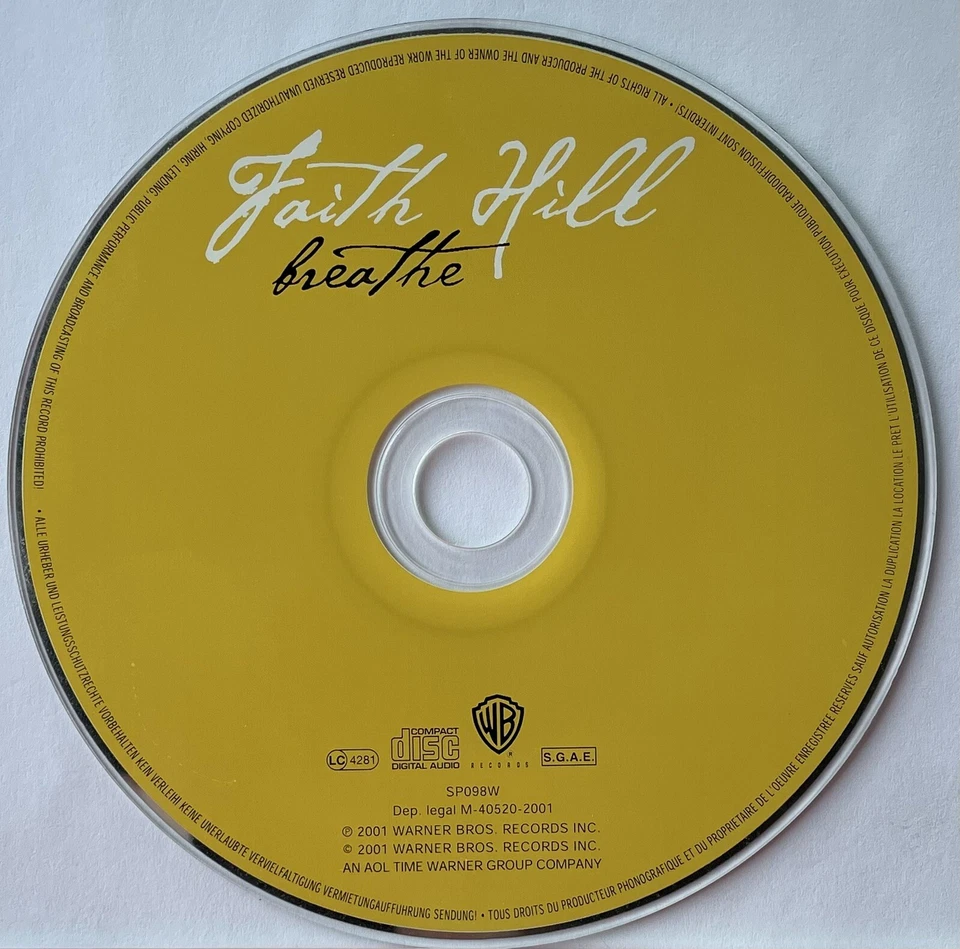 Faith Hill
breathe
LC 4281
COMPACT
disc
DIGITAL AUDIO
WB
RECORDS
S.G.A.E.
SP098W
Dep. legal M-40520-2001
℗ 2001 WARNER BROS. RECORDS INC.
© 2001 WARNER BROS. RECORDS INC.
AN AOL TIME WARNER GROUP COMPANY
• ALL RIGHTS OF THE PRODUCER AND THE OWNER OF THE WORK REPRODUCED RESERVED UNAUTHORIZED COPYING, HIRING, LENDING, PUBLIC PERFORMANCE AND BROADCASTING OF THIS RECORD PROHIBITED!
• ALLE URHEBER UND LEISTUNGSSCHUTZRECHTE VORBEHALTEN KEIN VERLEIH! KEINE UNERLAUBTE VERVIELFALTIGUNG VERMIETUNGAUFFUHRUNG SENDUNG!
• TOUS DROITS DU PRODUCTEUR PHONOGRAFIQUE ET DU PROPRIETAIRE DE L'OEUVRE ENREGISTREE RESERVES SAUF AUTORISATION LA DUPLICATION LA LOCATION LE PRET L'UTILISATION DE CE DISQUE POUR EXECUTION PUBLIQUE RADIODIFFUSION SONT INTERDITS!